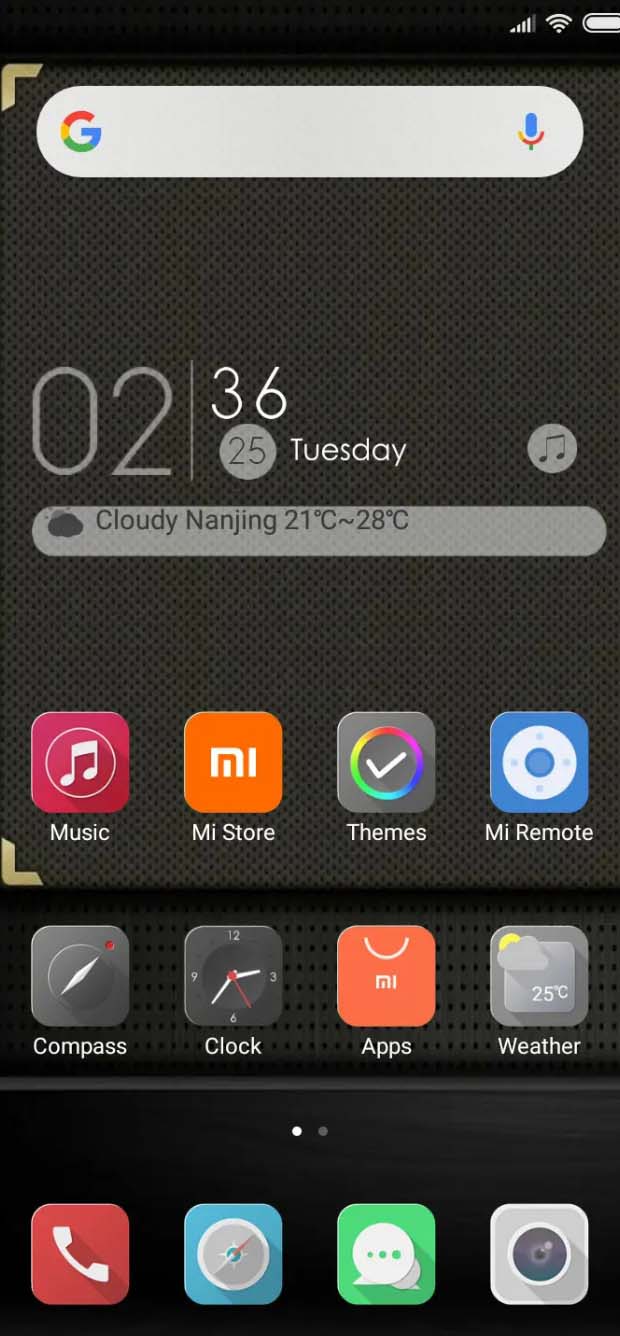 02
36
25 Tuesday
Cloudy Nanjing 21℃~28℃
mi
Music
Mi Store
Themes
Mi Remote
12
9
3
6
mi
25℃
Compass
Clock
Apps
Weather